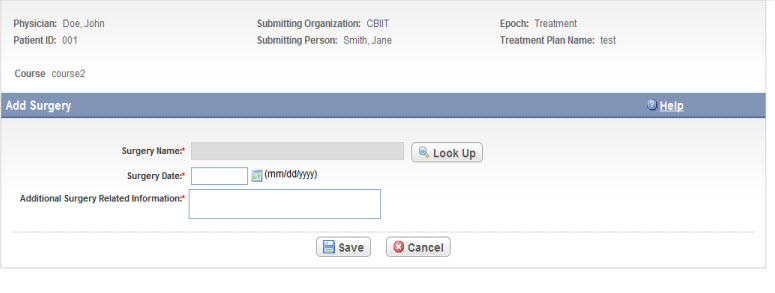 Physician: Doe, John Submitting Organization: CBIIT Epoch: Treatment
Patient ID: 001 Submitting Person: Smith, Jane Treatment Plan Name: test
Course course2
Add Surgery Help
Surgery Name:* Look Up
Surgery Date:* (mm/dd/yyyy)
Additional Surgery Related Information:*
Save Cancel